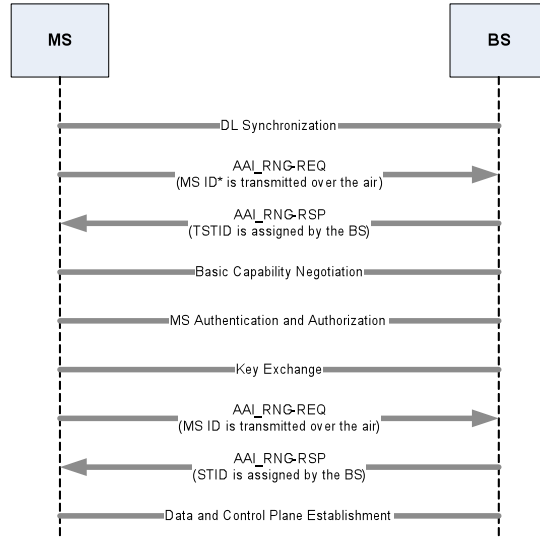 MS
BS
DL Synchronization
AAI_RNG-REQ
(MS ID* is transmitted over the air)
AAI_RNG-RSP
(TSTID is assigned by the BS)
Basic Capability Negotiation
MS Authentication and Authorization
Key Exchange
AAI_RNG-REQ
(MS ID is transmitted over the air)
AAI_RNG-RSP
(STID is assigned by the BS)
Data and Control Plane Establishment